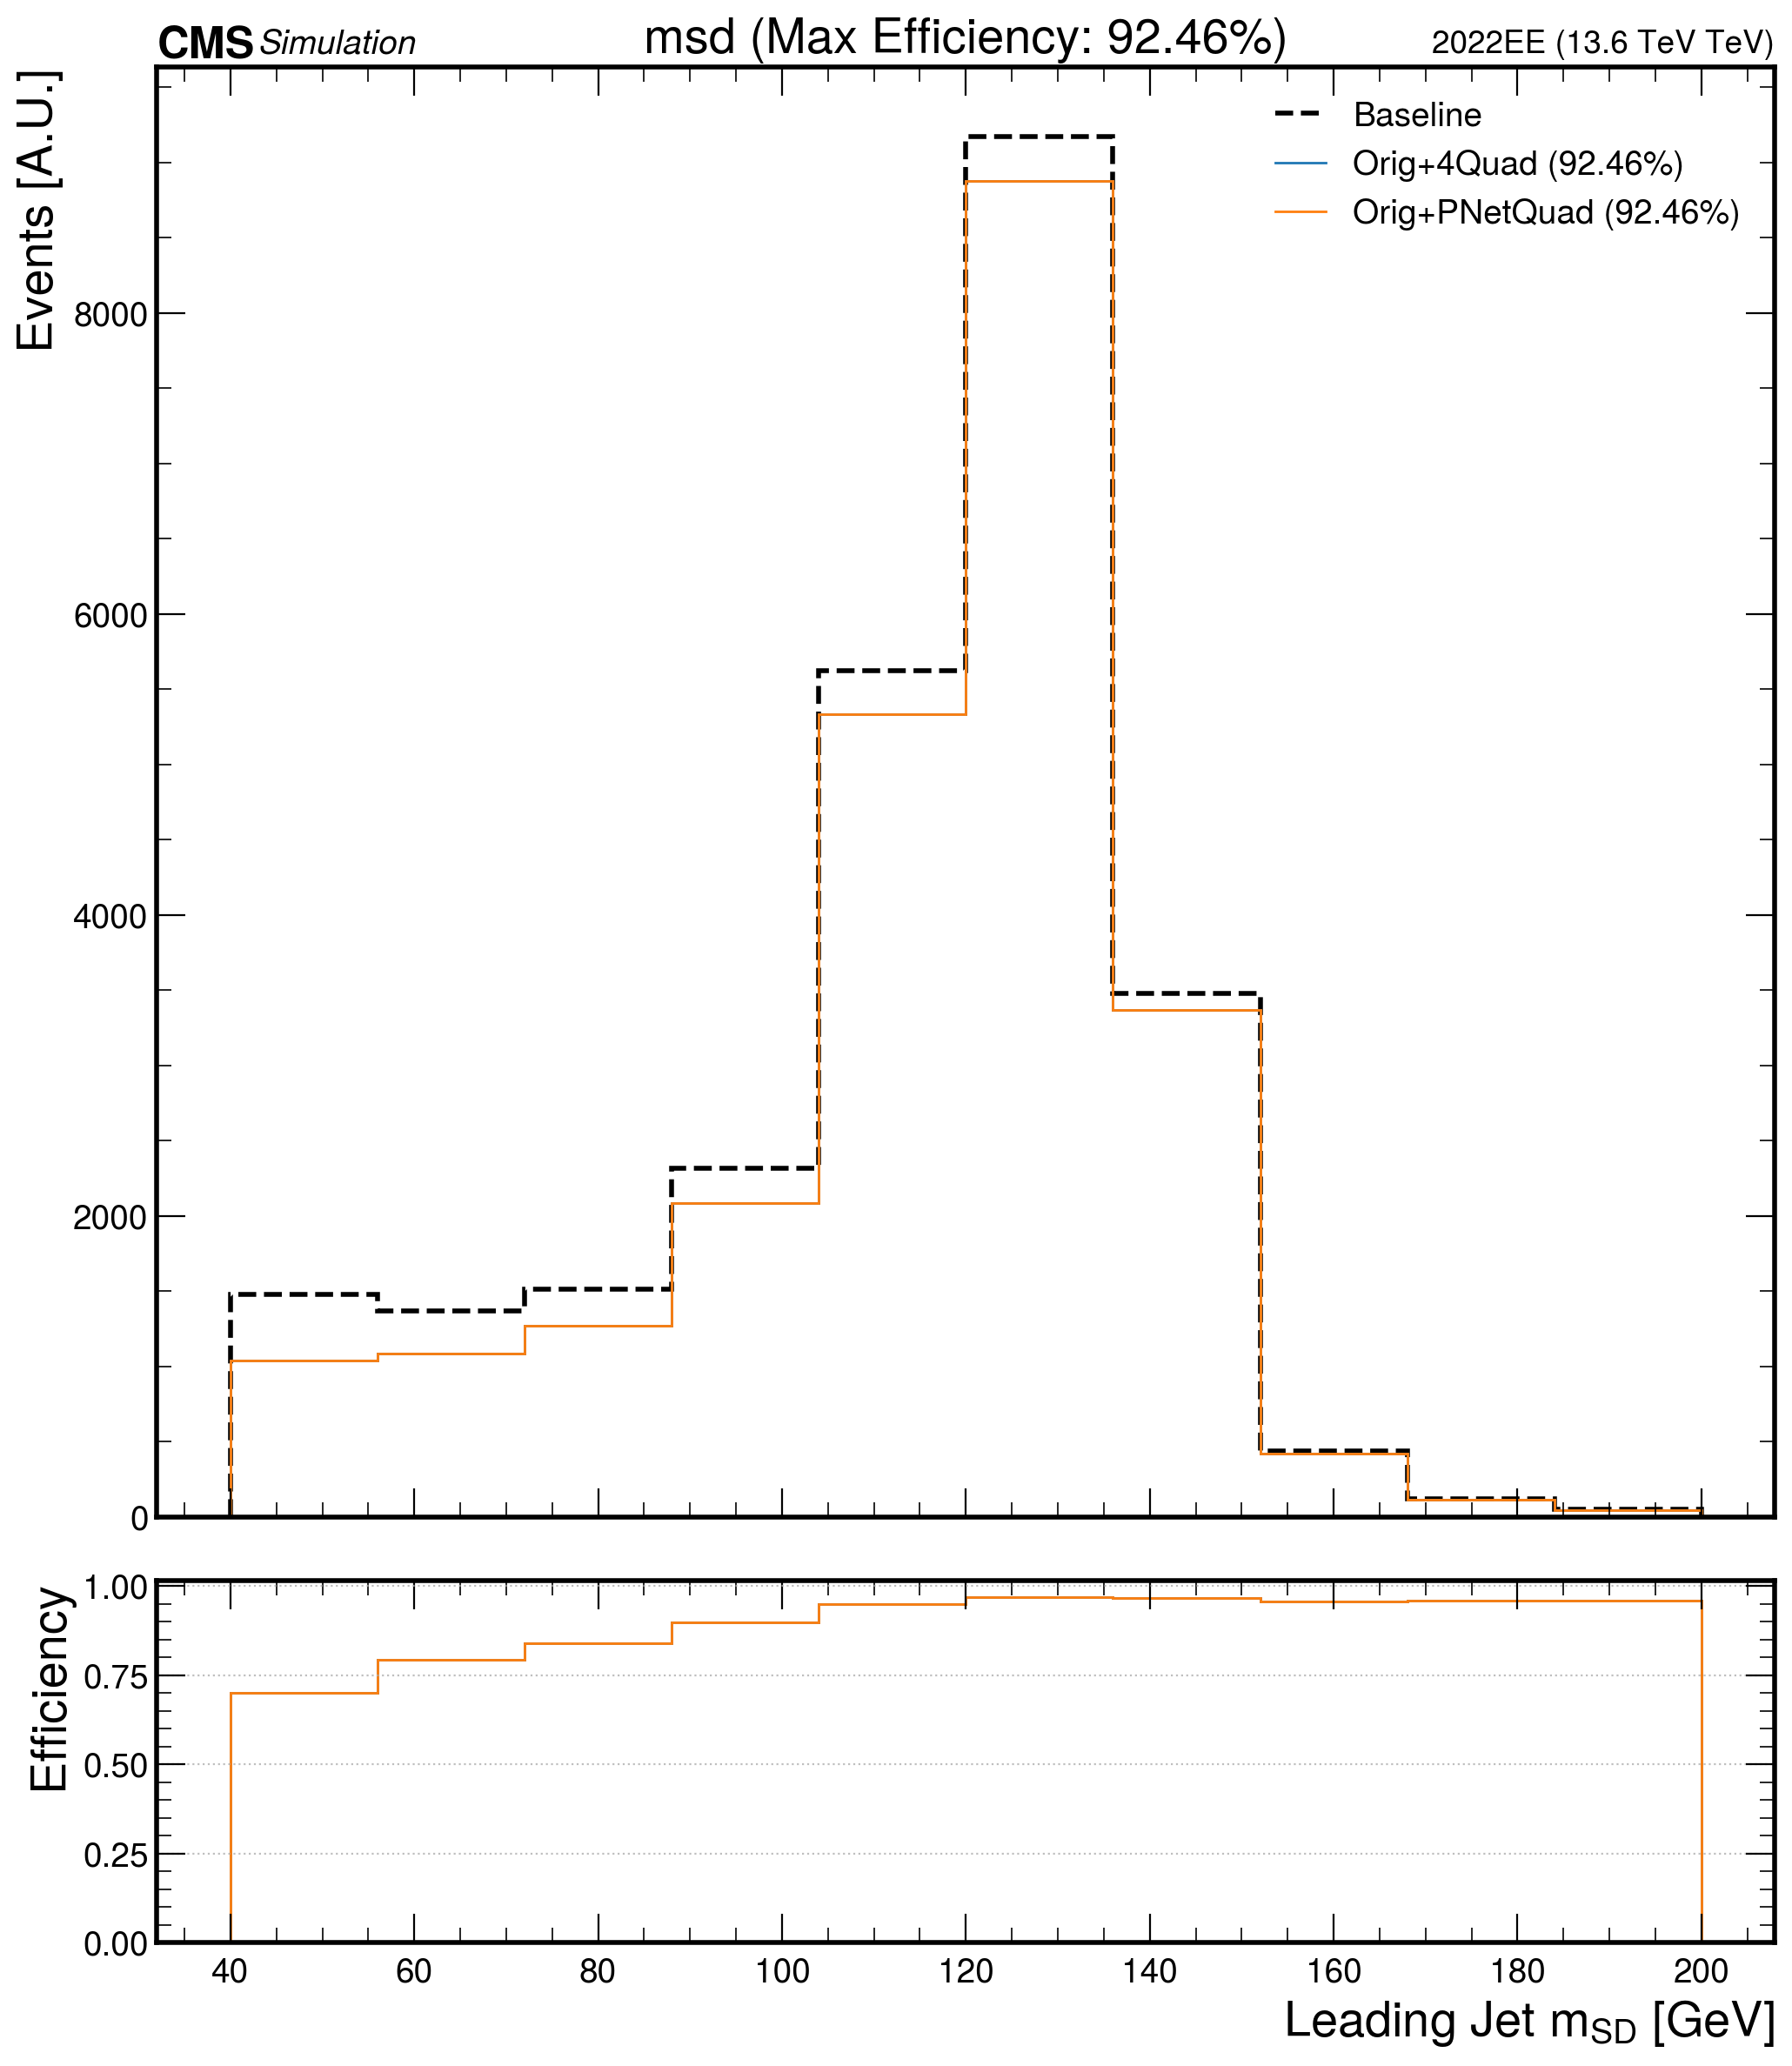 CMS Simulation
msd (Max Efficiency: 92.46%)
2022EE (13.6 TeV TeV)
Events [A.U.]
Baseline
Orig+4Quad (92.46%)
Orig+PNetQuad (92.46%)
8000
6000
4000
2000
0
Efficiency
1.00
0.75
0.50
0.25
0.00
40 60 80 100 120 140 160 180 200
Leading Jet m_SD [GeV]